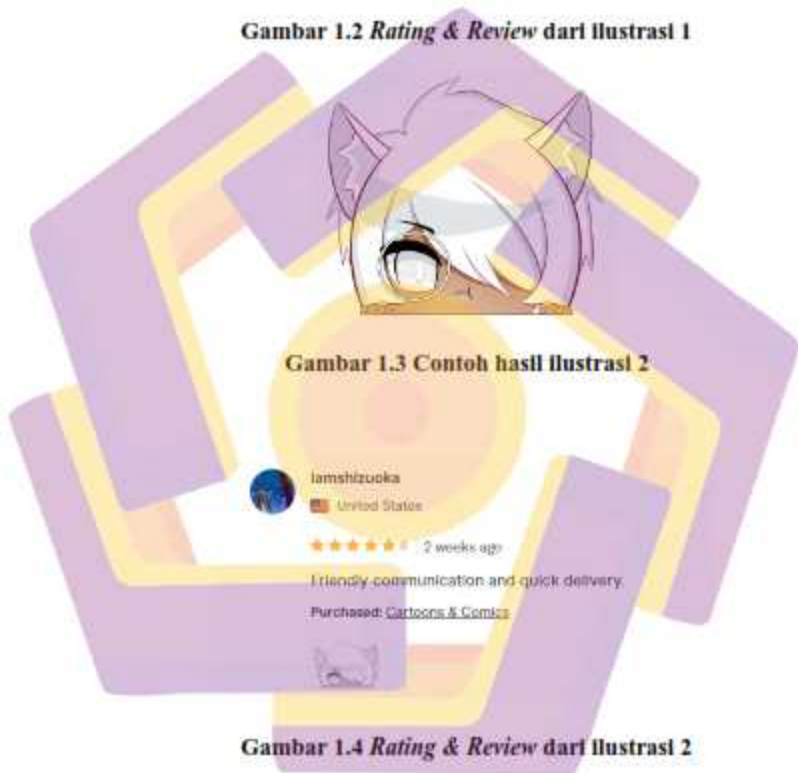 Gambar 1.2 Rating & Review dari ilustrasi 1
Gambar 1.3 Contoh hasil ilustrasi 2
iamshizuoka
United States
2 weeks ago
Friendly communication and quick delivery.
Purchased: Cartoons & Comics
Gambar 1.4 Rating & Review dari ilustrasi 2